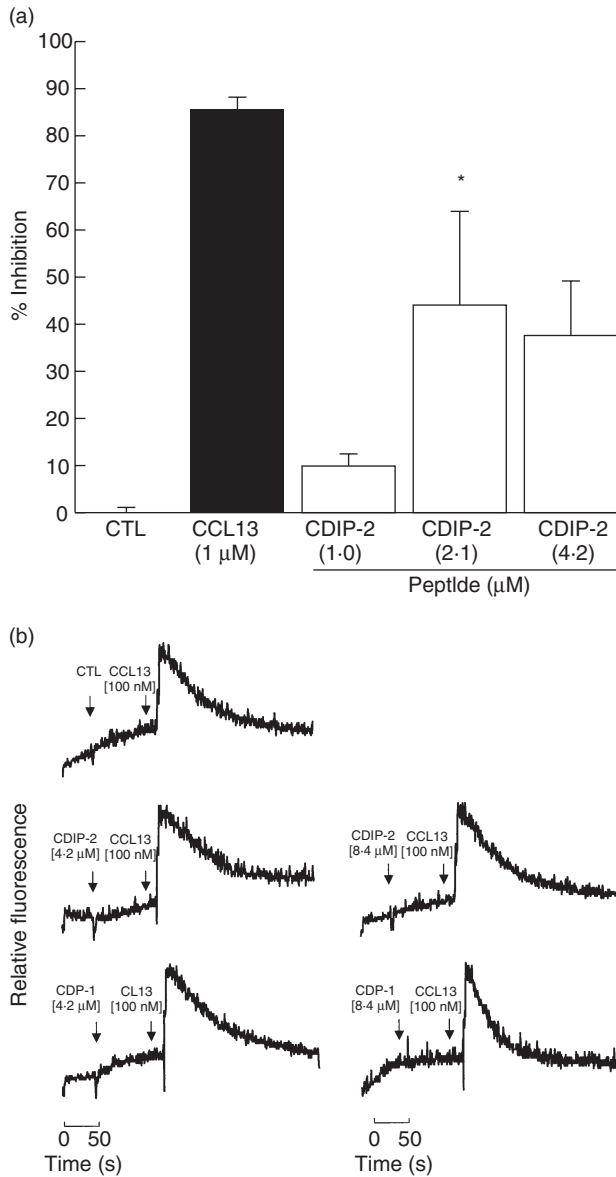 (a)
100
90
80
70
60
50
40
30
20
10
0
% Inhibition
*
CTL
CCL13
(1 µM)
CDIP-2
(1·0)
CDIP-2
(2·1)
CDIP-2
(4·2)
PeptIde (µM)
(b)
Relative fluorescence
CTL CCL13
[100 nM]
CDIP-2 CCL13
[4·2 µM] [100 nM]
CDIP-2 CCL13
[8·4 µM] [100 nM]
CDP-1 CL13
[4·2 µM] [100 nM]
CDP-1 CCL13
[8·4 µM] [100 nM]
0 50
Time (s)
0 50
Time (s)